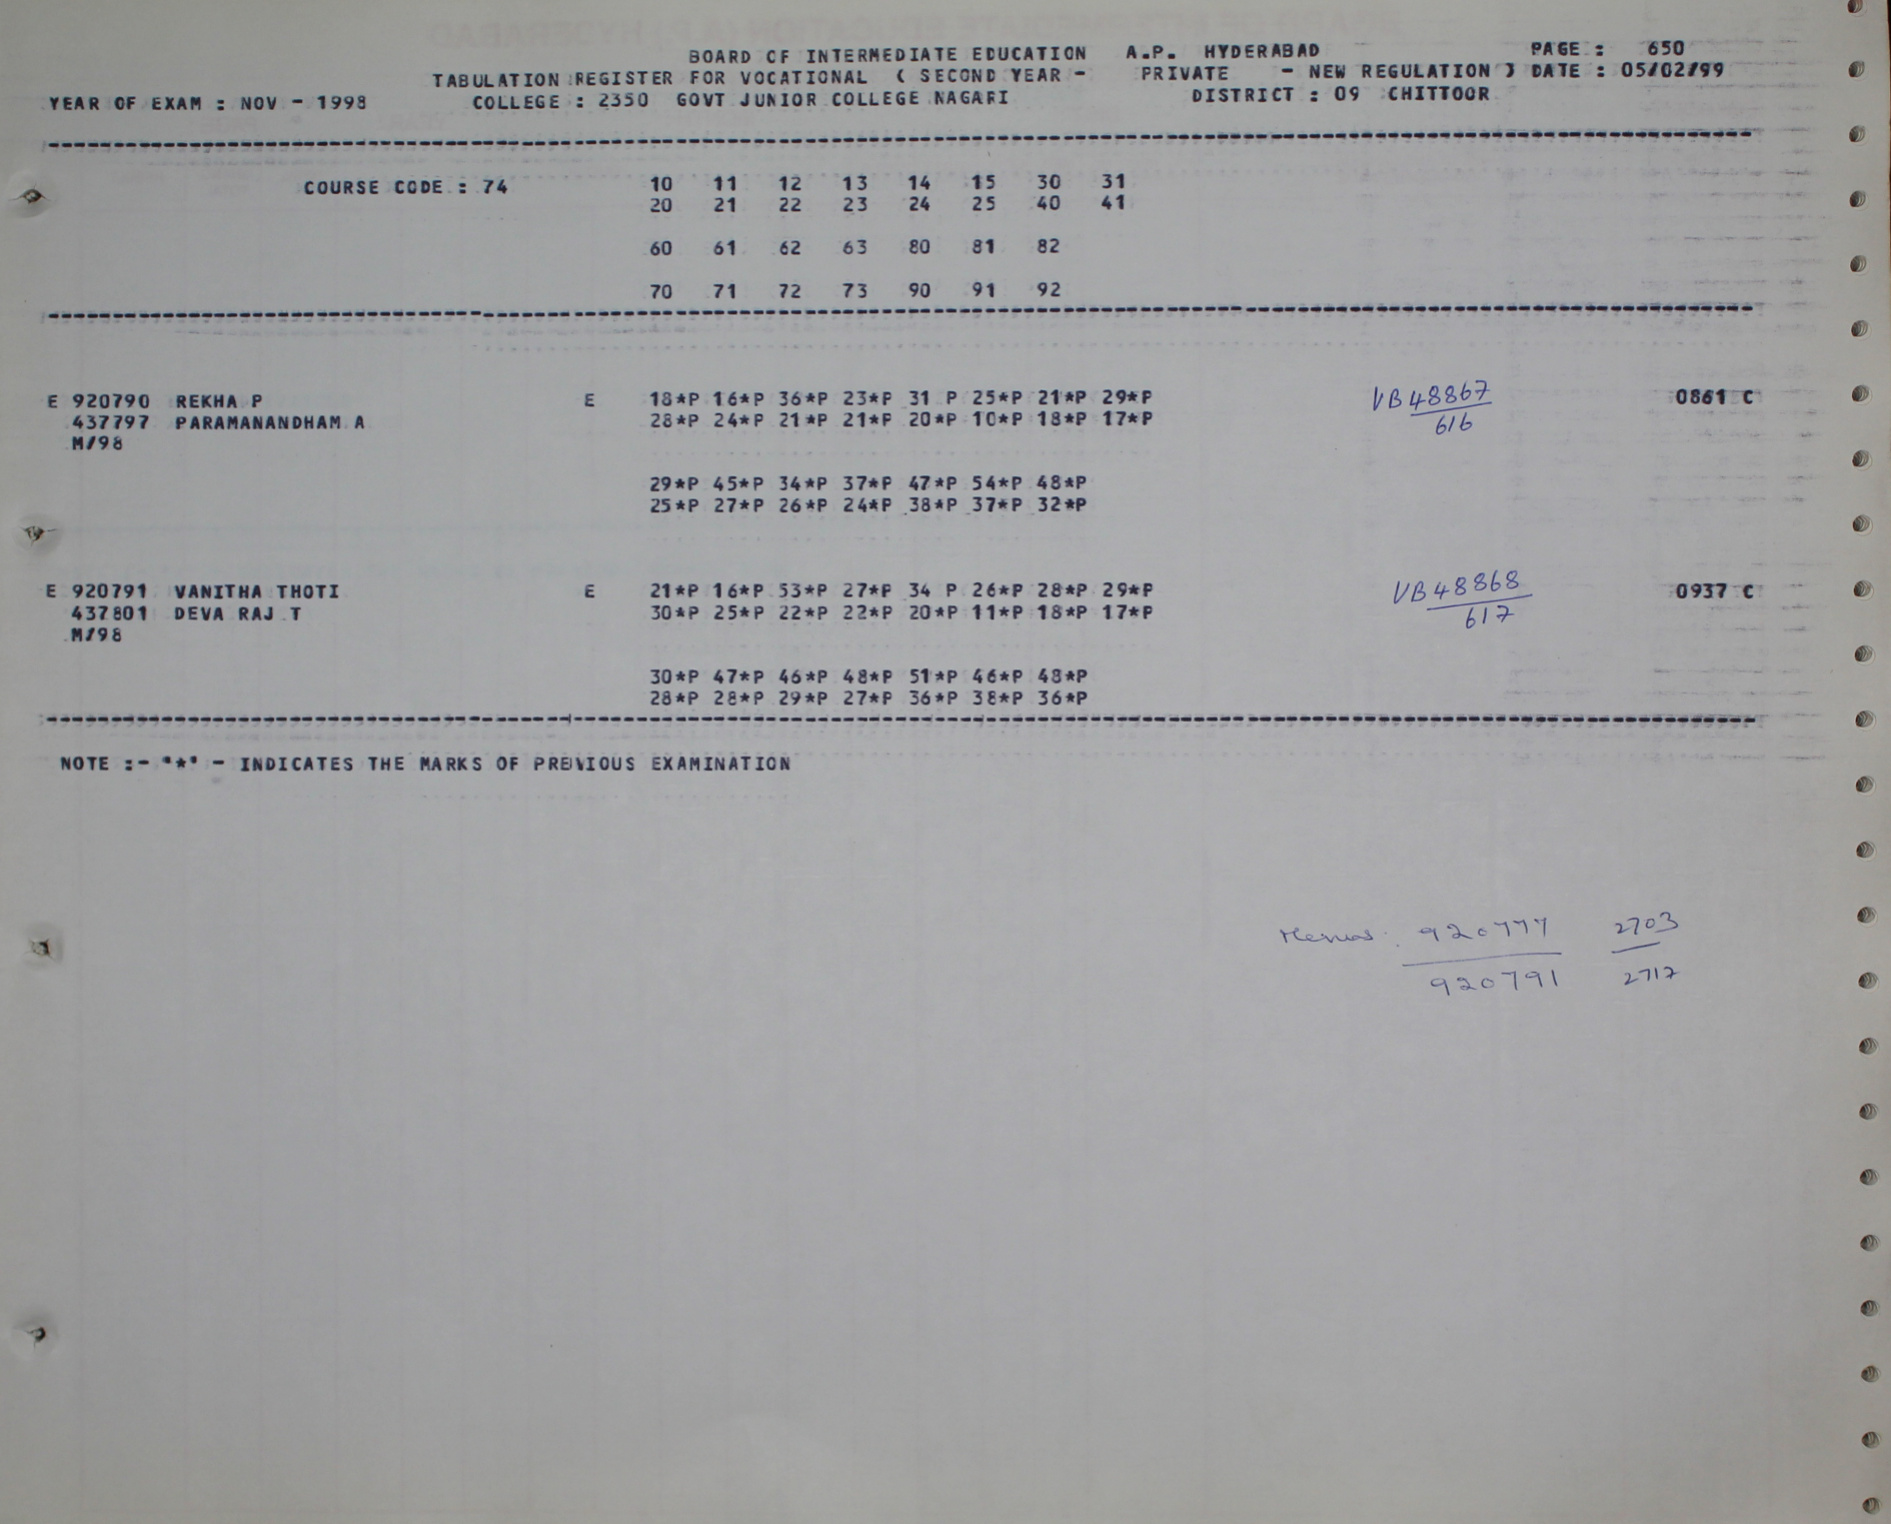 BOARD OF INTERMEDIATE EDUCATION A.P. HYDERABAD PAGE : 650
TABULATION REGISTER FOR VOCATIONAL ( SECOND YEAR - PRIVATE - NEW REGULATION ) DATE : 05/02/99
YEAR OF EXAM : NOV - 1998 COLLEGE : 2350 GOVT JUNIOR COLLEGE NAGARI DISTRICT : 09 CHITTOOR
COURSE CODE : 74 10 11 12 13 14 15 30 31
20 21 22 23 24 25 40 41
60 61 62 63 80 81 82
70 71 72 73 90 91 92
E 920790 REKHA P E 18*P 16*P 36*P 23*P 31 P 25*P 21*P 29*P VB48867 0861 C
437797 PARAMANANDHAM A 28*P 24*P 21*P 21*P 20*P 10*P 18*P 17*P 616
M/98
29*P 45*P 34*P 37*P 47*P 54*P 48*P
25*P 27*P 26*P 24*P 38*P 37*P 32*P
E 920791 VANITHA THOTI E 21*P 16*P 53*P 27*P 34 P 26*P 28*P 29*P VB48868 0937 C
437801 DEVA RAJ T 30*P 25*P 22*P 22*P 20*P 11*P 18*P 17*P 617
M/98
30*P 47*P 46*P 48*P 51*P 46*P 48*P
28*P 28*P 29*P 27*P 36*P 38*P 36*P
NOTE :- "*" - INDICATES THE MARKS OF PREVIOUS EXAMINATION
920777 2703
920791 2717